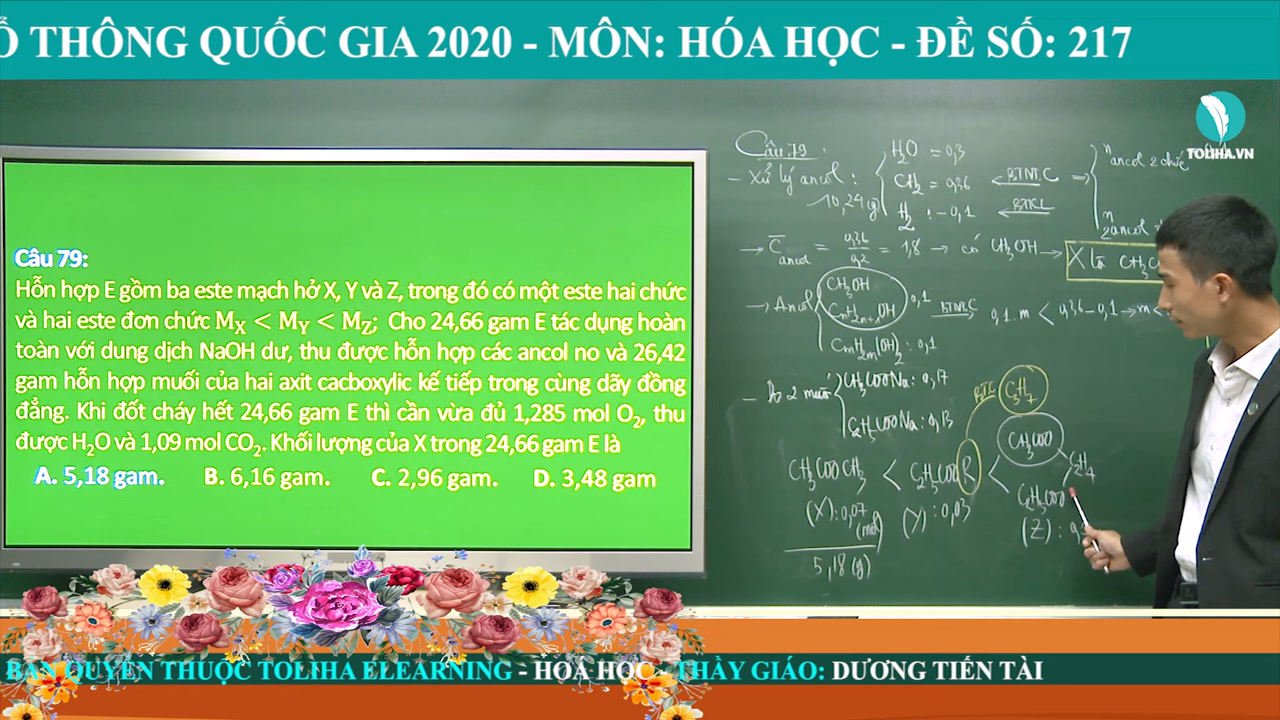 Ổ THÔNG QUỐC GIA 2020 - MÔN: HÓA HỌC - ĐỀ SỐ: 217
TOLIHA.VN
Câu 79:
Hỗn hợp E gồm ba este mạch hở X, Y và Z, trong đó có một este hai chức
và hai este đơn chức M_X < M_Y < M_Z; Cho 24,66 gam E tác dụng hoàn
toàn với dung dịch NaOH dư, thu được hỗn hợp các ancol no và 26,42
gam hỗn hợp muối của hai axit cacboxylic kế tiếp trong cùng dãy đồng
đẳng. Khi đốt cháy hết 24,66 gam E thì cần vừa đủ 1,285 mol O₂, thu
được H₂O và 1,09 mol CO₂. Khối lượng của X trong 24,66 gam E là
A. 5,18 gam. B. 6,16 gam. C. 2,96 gam. D. 3,48 gam
Câu 79:
- Xử lý ancol: 10,24(g)
H₂O = 0,3
CH₂ = 0,36 ← BTNT.C ⇒
H₂ : -0,1 ← BTKL
n ancol 2 chức
n 2ancol
→ C̄ ancol = 0,36/0,2 = 1,8 → có CH₃OH → X là CH₃C
→ Ancol
CH₃OH
CₙH₂ₙ₊₁OH 0,1
CₘH₂ₘ(OH)₂ : 0,1
BTNT.C → 0,1.m < 0,36-0,1 → m <
- 2 muối
CH₃COONa : 0,17
C₂H₅COONa : 0,13
BTC C₃H₇
CH₃COOCH₃ < C₂H₅COOR <
CH₃COO
C₂H₄
C₂H₅COO
(X) : 0,07 (mol)
(Y) : 0,03
(Z) :
5,18 (g)
BẢN QUYỀN THUỘC TOLIHA ELEARNING - HOÁ HỌC - THẦY GIÁO: DƯƠNG TIẾN TÀI